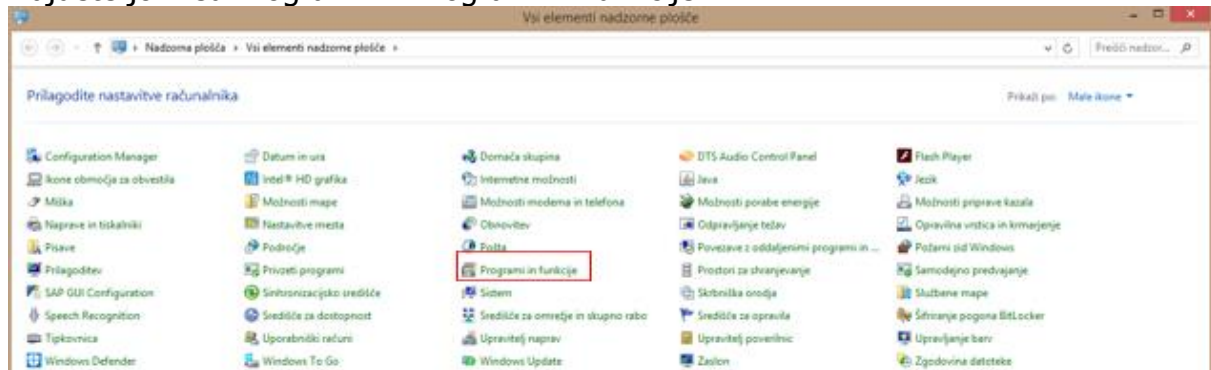 Vsi elementi nadzorne plošče
Nadzorna plošča Vsi elementi nadzorne plošče Preišči nadzor...
Prilagodite nastavitve računalnika Prikaži po: Male ikone
Configuration Manager Datum in ura Domača skupina DTS Audio Control Panel Flash Player
Ikone območja za obvestila Intel® HD grafika Internetne možnosti Java Jezik
Miška Možnosti mape Možnosti modema in telefona Možnosti porabe energije Možnosti priprave kazala
Naprave in tiskalniki Nastavitve mesta Obnovitev Odpravljanje težav Opravilna vrstica in krmarjenje
Pisave Področje Pošta Povezave z oddaljenimi programi in ... Požarni zid Windows
Prilagoditev Privzeti programi Programi in funkcije Prostori za shranjevanje Samodejno predvajanje
SAP GUI Configuration Sinhronizacijsko središče Sistem Skrbniška orodja Službene mape
Speech Recognition Središče za dostopnost Središče za omrežje in skupno rabo Središče za opravila Šifriranje pogona BitLocker
Tipkovnica Uporabniški računi Upravitelj naprav Upravitelj poverilnic Upravljanje barv
Windows Defender Windows To Go Windows Update Zaslon Zgodovina datoteke